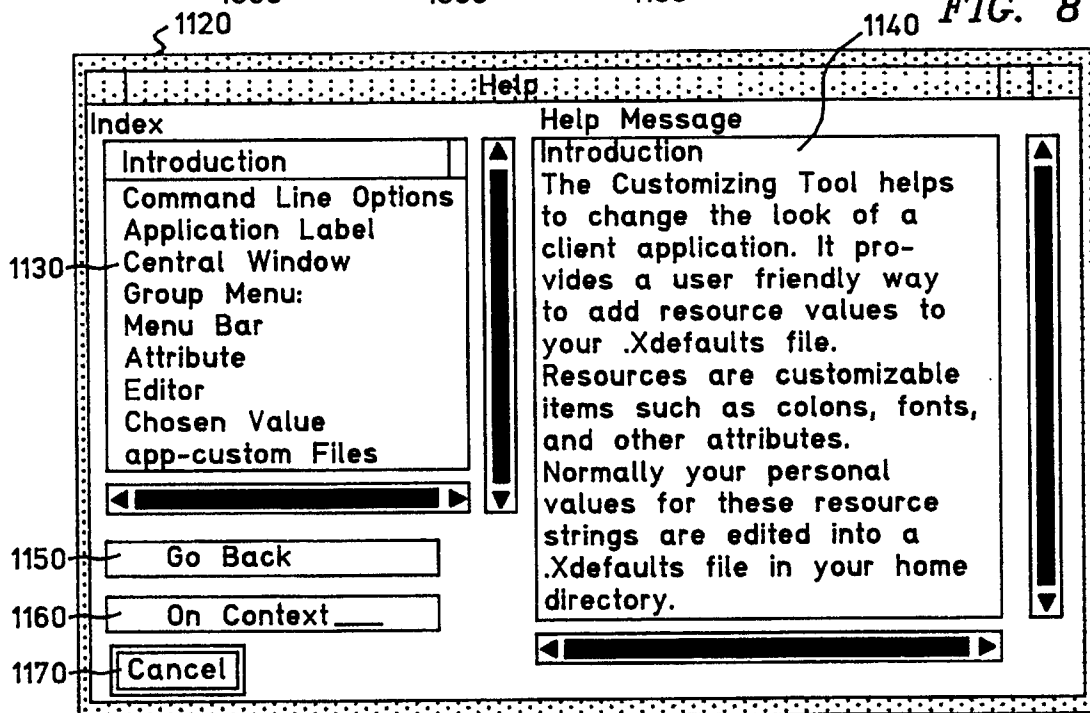 1120
1140 FIG. 8
Help
Index
Introduction
Command Line Options
Application Label
1130 Central Window
Group Menu:
Menu Bar
Attribute
Editor
Chosen Value
app-custom Files
1150 Go Back
1160 On Context___
1170 Cancel
Help Message
Introduction
The Customizing Tool helps
to change the look of a
client application. It pro-
vides a user friendly way
to add resource values to
your .Xdefaults file.
Resources are customizable
items such as colons, fonts,
and other attributes.
Normally your personal
values for these resource
strings are edited into a
.Xdefaults file in your home
directory.